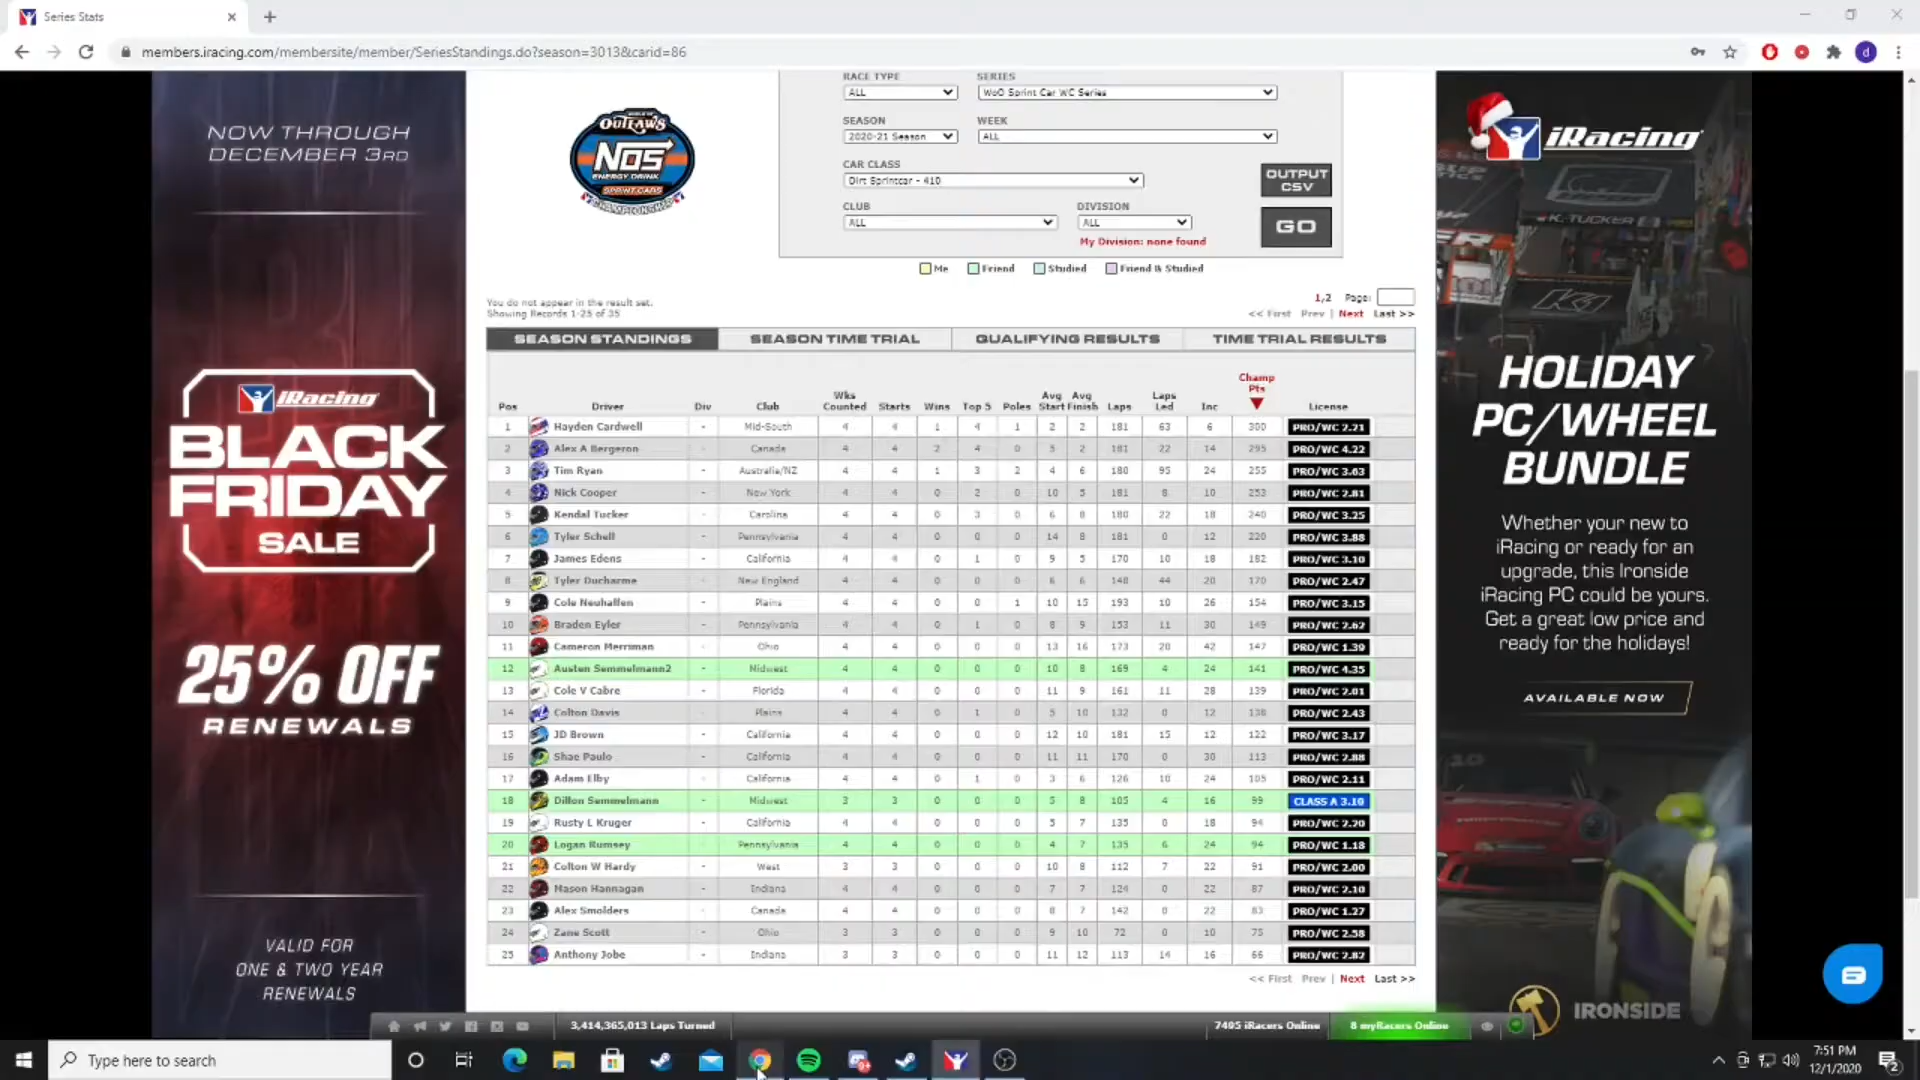 Series Stats
members.iracing.com/membersite/member/SeriesStandings.do?season=3013&carid=86
d
NOW THROUGH
DECEMBER 3RD
iRacing
BLACK
FRIDAY
SALE
25% OFF
RENEWALS
VALID FOR
ONE & TWO YEAR
RENEWALS
OUTLAWS
NOS
ENERGY DRINK
SPRINT CARS
CHAMPIONSHIP
RACE TYPE SERIES
ALL WoO Sprint Car WC Series
SEASON WEEK
2020-21 Season ALL
CAR CLASS
Dirt Sprintcar - 410
OUTPUT
CSV
CLUB DIVISION
ALL ALL
GO
My Division: none found
Me Friend Studied Friend & Studied
You do not appear in the result set.
Showing Records 1-25 of 35
1,2 Page:
<< First Prev | Next Last >>
SEASON STANDINGS SEASON TIME TRIAL QUALIFYING RESULTS TIME TRIAL RESULTS
Pos Driver Div Club Wks Counted Starts Wins Top 5 Poles Avg Start Avg Finish Laps Laps Led Inc Champ Pts License
1 Hayden Cardwell - Mid-South 4 4 1 4 1 2 2 181 63 6 300 PRO/WC 2.21
2 Alex A Bergeron - Canada 4 4 2 4 0 5 2 181 22 14 295 PRO/WC 4.22
3 Tim Ryan - Australia/NZ 4 4 1 3 2 4 6 180 95 24 255 PRO/WC 3.63
4 Nick Cooper - New York 4 4 0 2 0 10 5 181 8 10 253 PRO/WC 2.81
5 Kendal Tucker - Carolina 4 4 0 3 0 6 8 180 22 18 240 PRO/WC 3.25
6 Tyler Schell - Pennsylvania 4 4 0 0 0 14 8 181 0 12 220 PRO/WC 3.88
7 James Edens - California 4 4 0 1 0 9 5 170 10 18 182 PRO/WC 3.10
8 Tyler Ducharme - New England 4 4 0 0 0 6 6 148 44 20 170 PRO/WC 2.47
9 Cole Neuhalfen - Plains 4 4 0 0 1 10 15 193 10 26 154 PRO/WC 3.15
10 Braden Eyler - Pennsylvania 4 4 0 1 0 8 9 153 11 30 149 PRO/WC 2.62
11 Cameron Merriman - Ohio 4 4 0 0 0 13 16 173 20 42 147 PRO/WC 1.39
12 Austen Semmelmann2 - Midwest 4 4 0 0 0 10 8 169 4 24 141 PRO/WC 4.35
13 Cole V Cabre - Florida 4 4 0 0 0 11 9 161 11 28 139 PRO/WC 2.01
14 Colton Davis - Plains 4 4 0 1 0 5 10 132 0 12 138 PRO/WC 2.43
15 JD Brown - California 4 4 0 0 0 12 10 181 15 12 122 PRO/WC 3.17
16 Shae Paulo - California 4 4 0 0 0 11 11 170 0 30 113 PRO/WC 2.88
17 Adam Elby - California 4 4 0 1 0 3 6 126 10 24 105 PRO/WC 2.11
18 Dillon Semmelmann - Midwest 3 3 0 0 0 5 8 105 4 16 99 CLASS A 3.10
19 Rusty L Kruger - California 4 4 0 0 0 5 7 135 0 18 94 PRO/WC 2.20
20 Logan Rumsey - Pennsylvania 4 4 0 0 0 4 7 135 6 24 94 PRO/WC 1.18
21 Colton W Hardy - West 3 3 0 0 0 10 8 112 7 22 91 PRO/WC 2.00
22 Mason Hannagan - Indiana 4 4 0 0 0 7 7 124 0 22 87 PRO/WC 2.10
23 Alex Smolders - Canada 4 4 0 0 0 8 7 142 0 22 83 PRO/WC 1.27
24 Zane Scott - Ohio 3 3 0 0 0 9 10 72 0 10 75 PRO/WC 2.58
25 Anthony Jobe - Indiana 3 3 0 0 0 11 12 113 14 16 66 PRO/WC 2.82
<< First Prev | Next Last >>
iRacing
K.TUCKER
K1
HOLIDAY
PC/WHEEL
BUNDLE
Whether your new to
iRacing or ready for an
upgrade, this Ironside
iRacing PC could be yours.
Get a great low price and
ready for the holidays!
AVAILABLE NOW
IRONSIDE
3,414,365,013 Laps Turned 7495 iRacers Online 8 myRacers Online
Type here to search
7:51 PM
12/1/2020
2